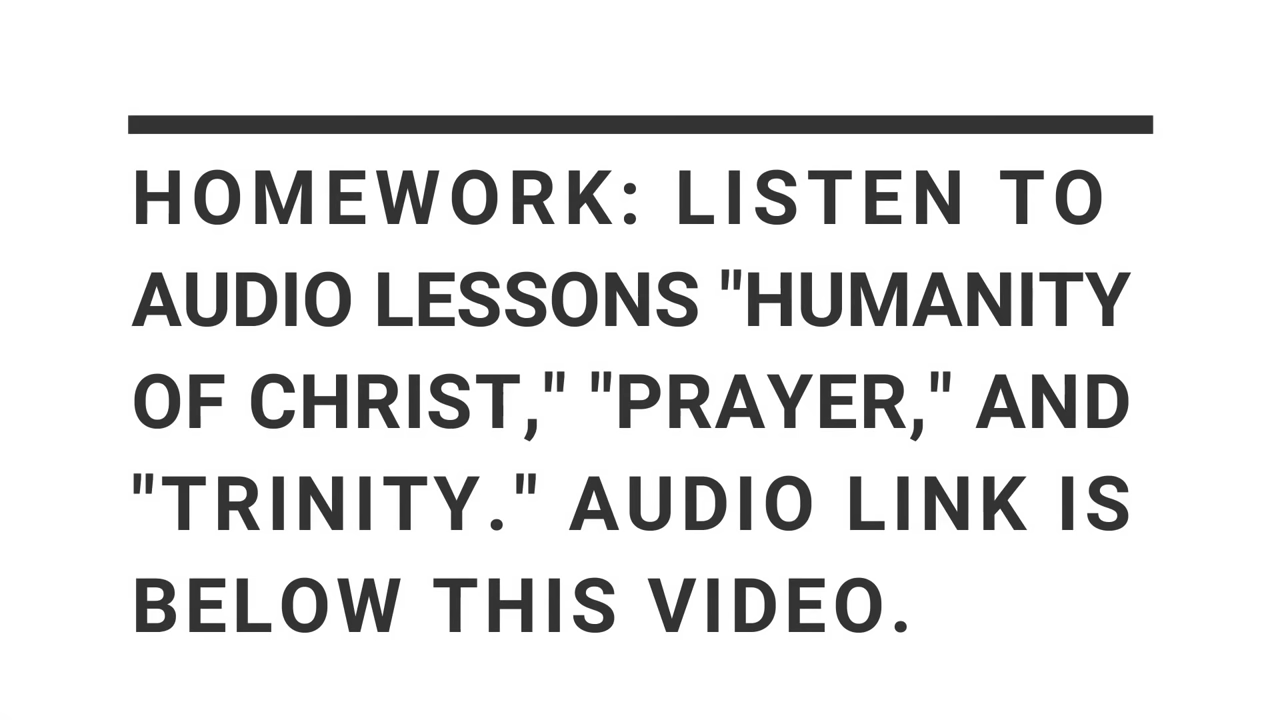 HOMEWORK: LISTEN TO
AUDIO LESSONS "HUMANITY
OF CHRIST," "PRAYER," AND
"TRINITY." AUDIO LINK IS
BELOW THIS VIDEO.